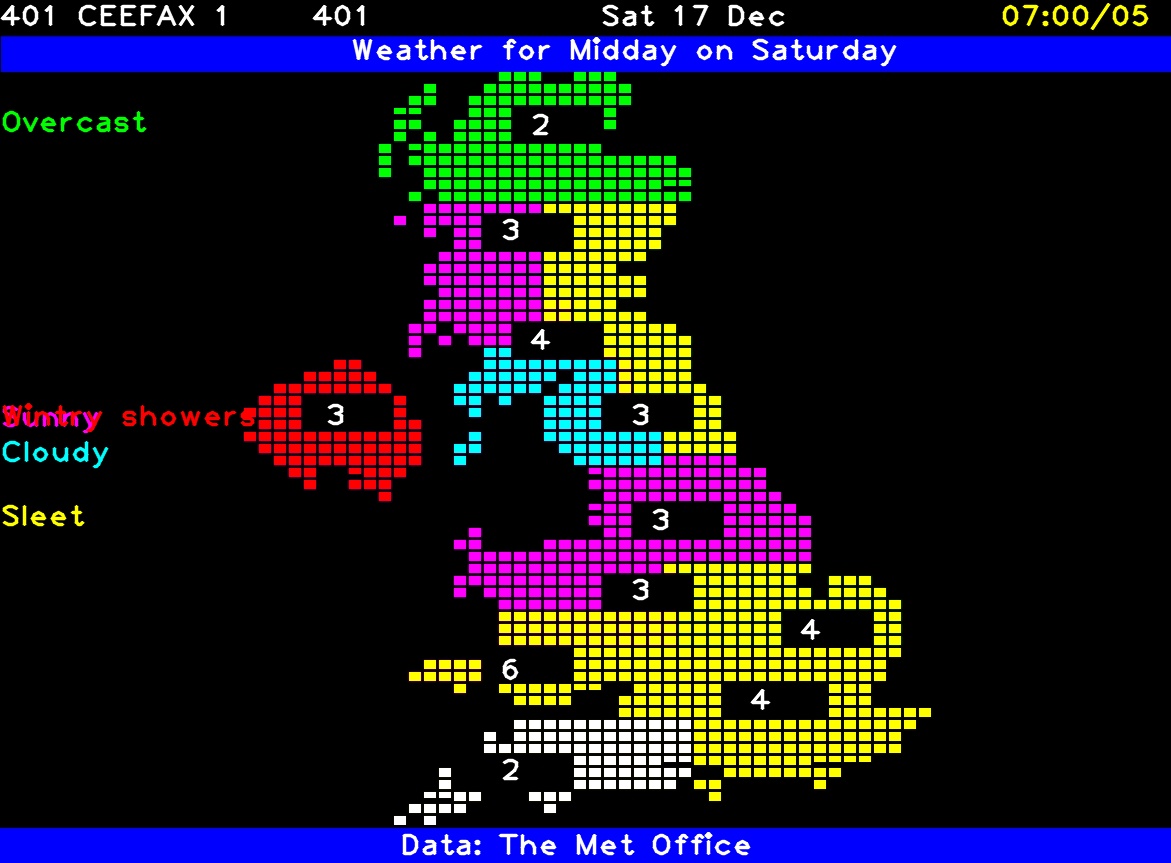 401 CEEFAX 1 401 Sat 17 Dec 07:00/05
Weather for Midday on Saturday
Overcast
2
3
4
Sunny
Wintry showers
3
3
Cloudy
Sleet
3
3
4
6
4
2
Data: The Met Office